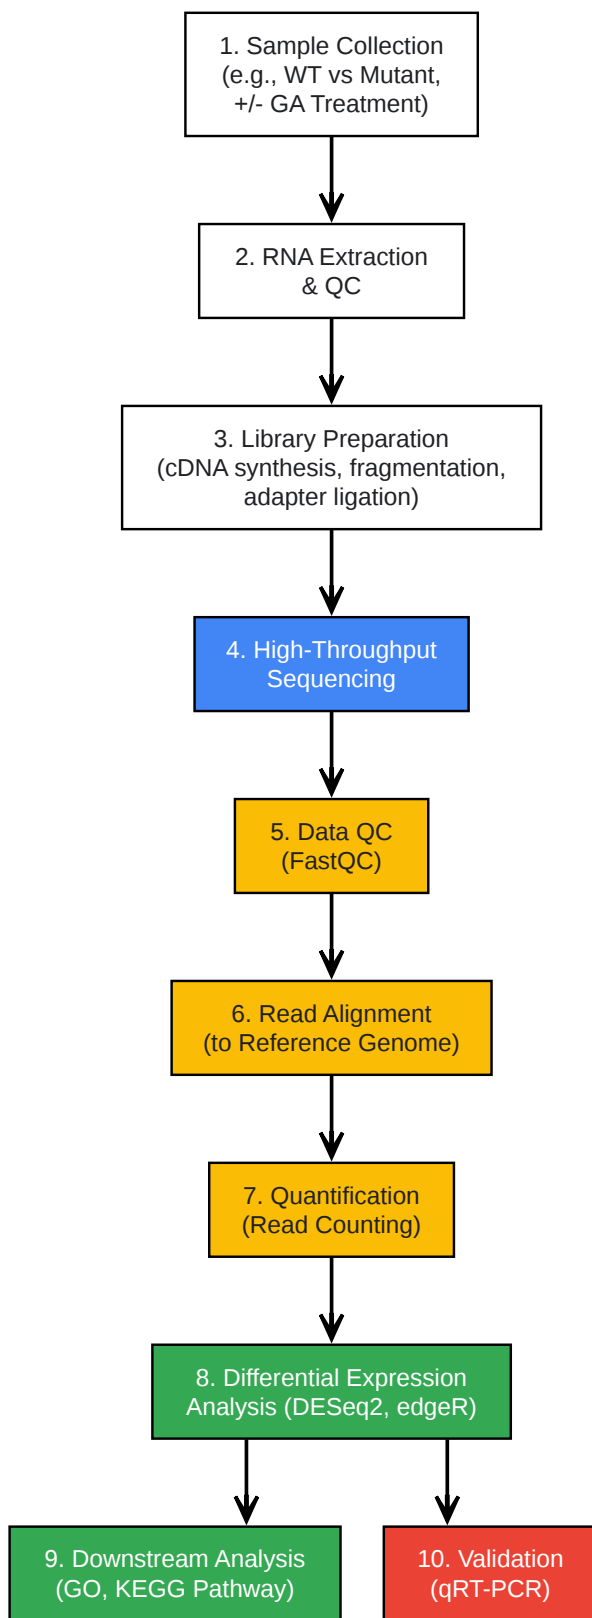 1. Sample Collection
(e.g., WT vs Mutant,
+/- GA Treatment)
2. RNA Extraction
& QC
3. Library Preparation
(cDNA synthesis, fragmentation,
adapter ligation)
4. High-Throughput
Sequencing
5. Data QC
(FastQC)
6. Read Alignment
(to Reference Genome)
7. Quantification
(Read Counting)
8. Differential Expression
Analysis (DESeq2, edgeR)
9. Downstream Analysis
(GO, KEGG Pathway)
10. Validation
(qRT-PCR)